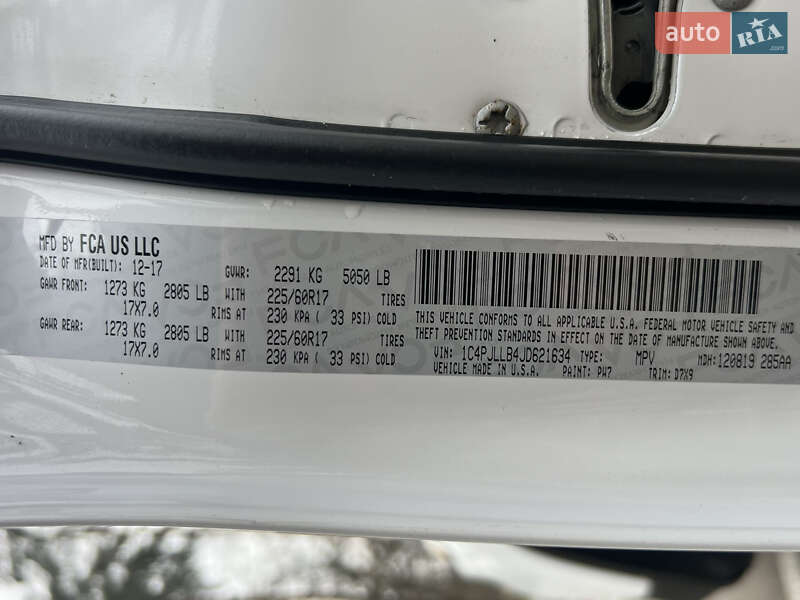 auto RIA .com
MFD BY FCA US LLC
DATE OF MFR(BUILT): 12-17 GVWR: 2291 KG 5050 LB
GAWR FRONT: 1273 KG 2805 LB WITH 225/60R17 TIRES
17X7.0 RIMS AT 230 KPA( 33 PSI) COLD
GAWR REAR: 1273 KG 2805 LB WITH 225/60R17 TIRES
17X7.0 RIMS AT 230 KPA( 33 PSI) COLD
THIS VEHICLE CONFORMS TO ALL APPLICABLE U.S.A. FEDERAL MOTOR VEHICLE SAFETY AND
THEFT PREVENTION STANDARDS IN EFFECT ON THE DATE OF MANUFACTURE SHOWN ABOVE.
VIN: 1C4PJLLB4JD621634 TYPE: MPV MDH: 120819 285AA
VEHICLE MADE IN U.S.A. PAINT: PW7 TRIM: D7X9